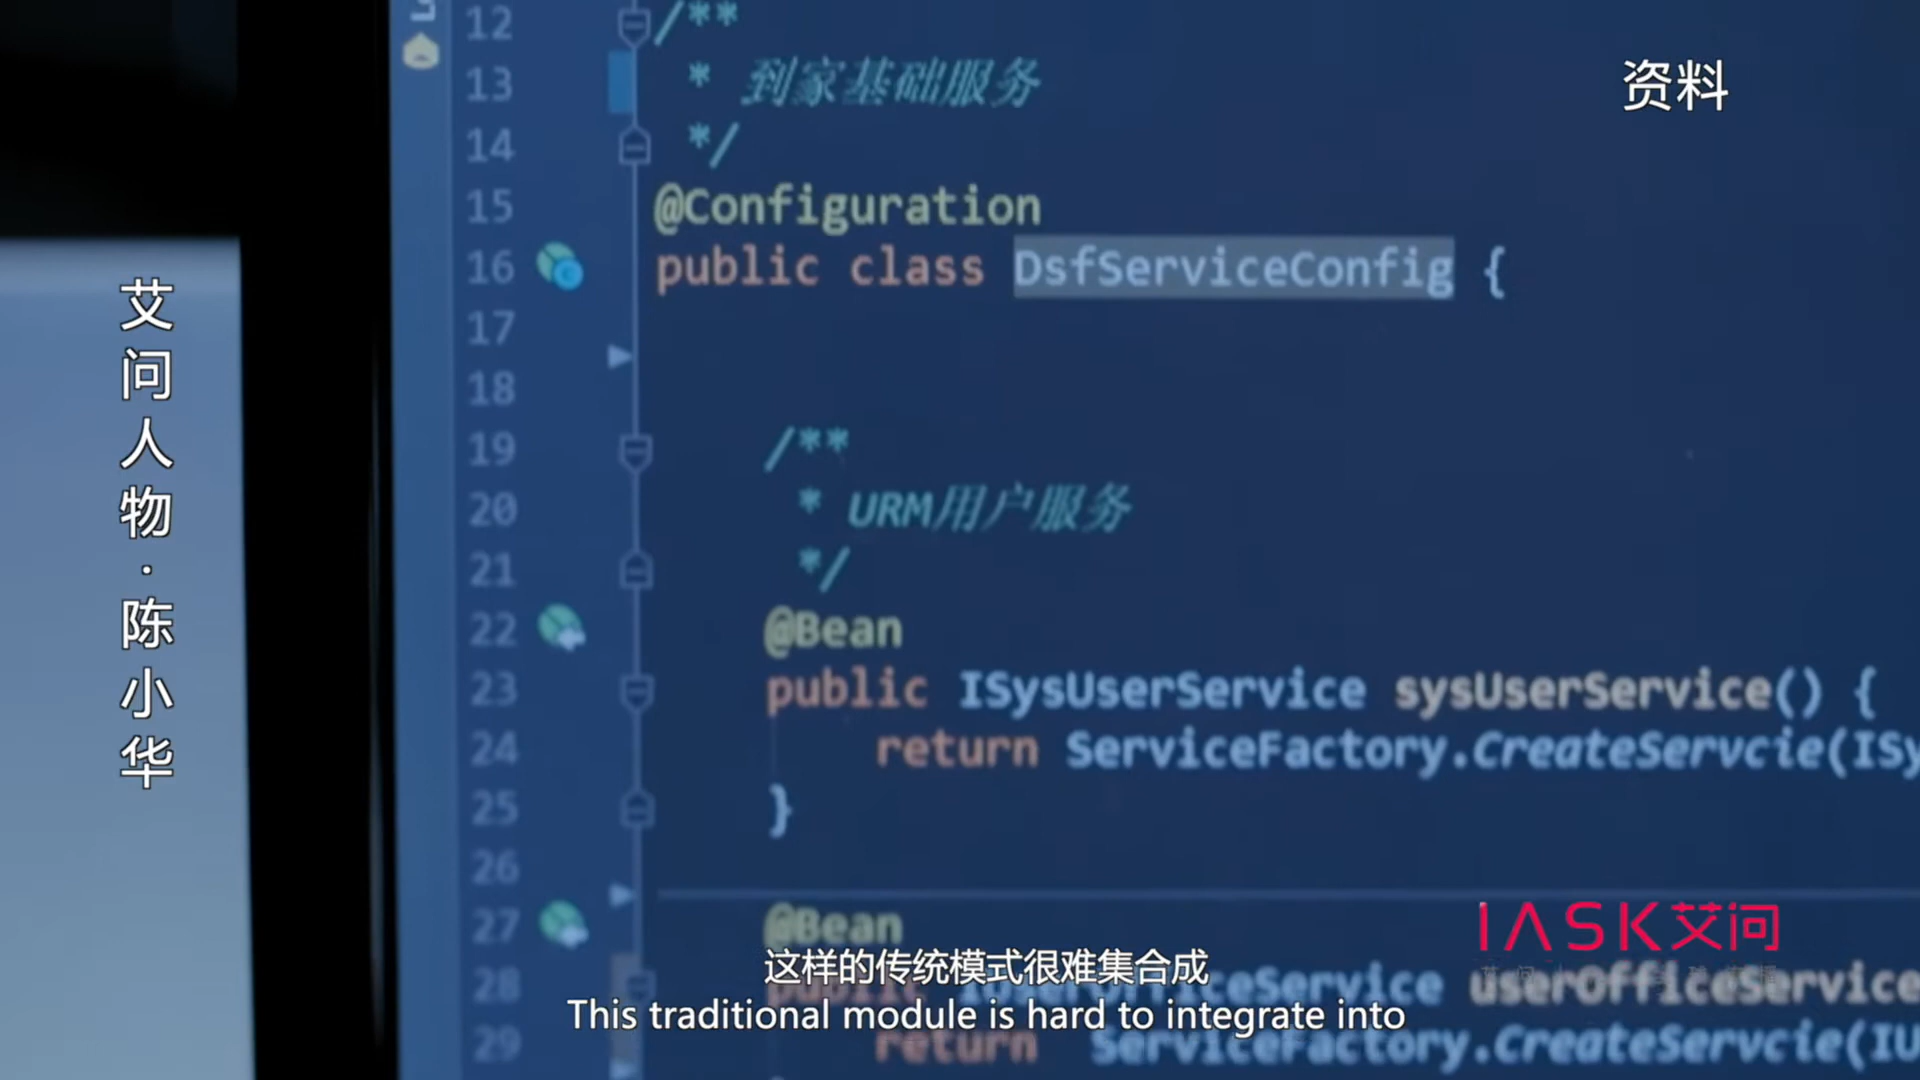 12 /**
13 * 到家基础服务
14 */
15 @Configuration
16 public class DsfServiceConfig {
17
18
19 /**
20 * URM用户服务
21 */
22 @Bean
23 public ISysUserService sysUserService() {
24 return ServiceFactory.CreateServcie(ISy
25 }
26
27 @Bean
28 public userOfficeService
29 return ServiceFactory.CreateServcie(IU
资料
艾问人物·陈小华
IASK艾问
这样的传统模式很难集合成
This traditional module is hard to integrate into